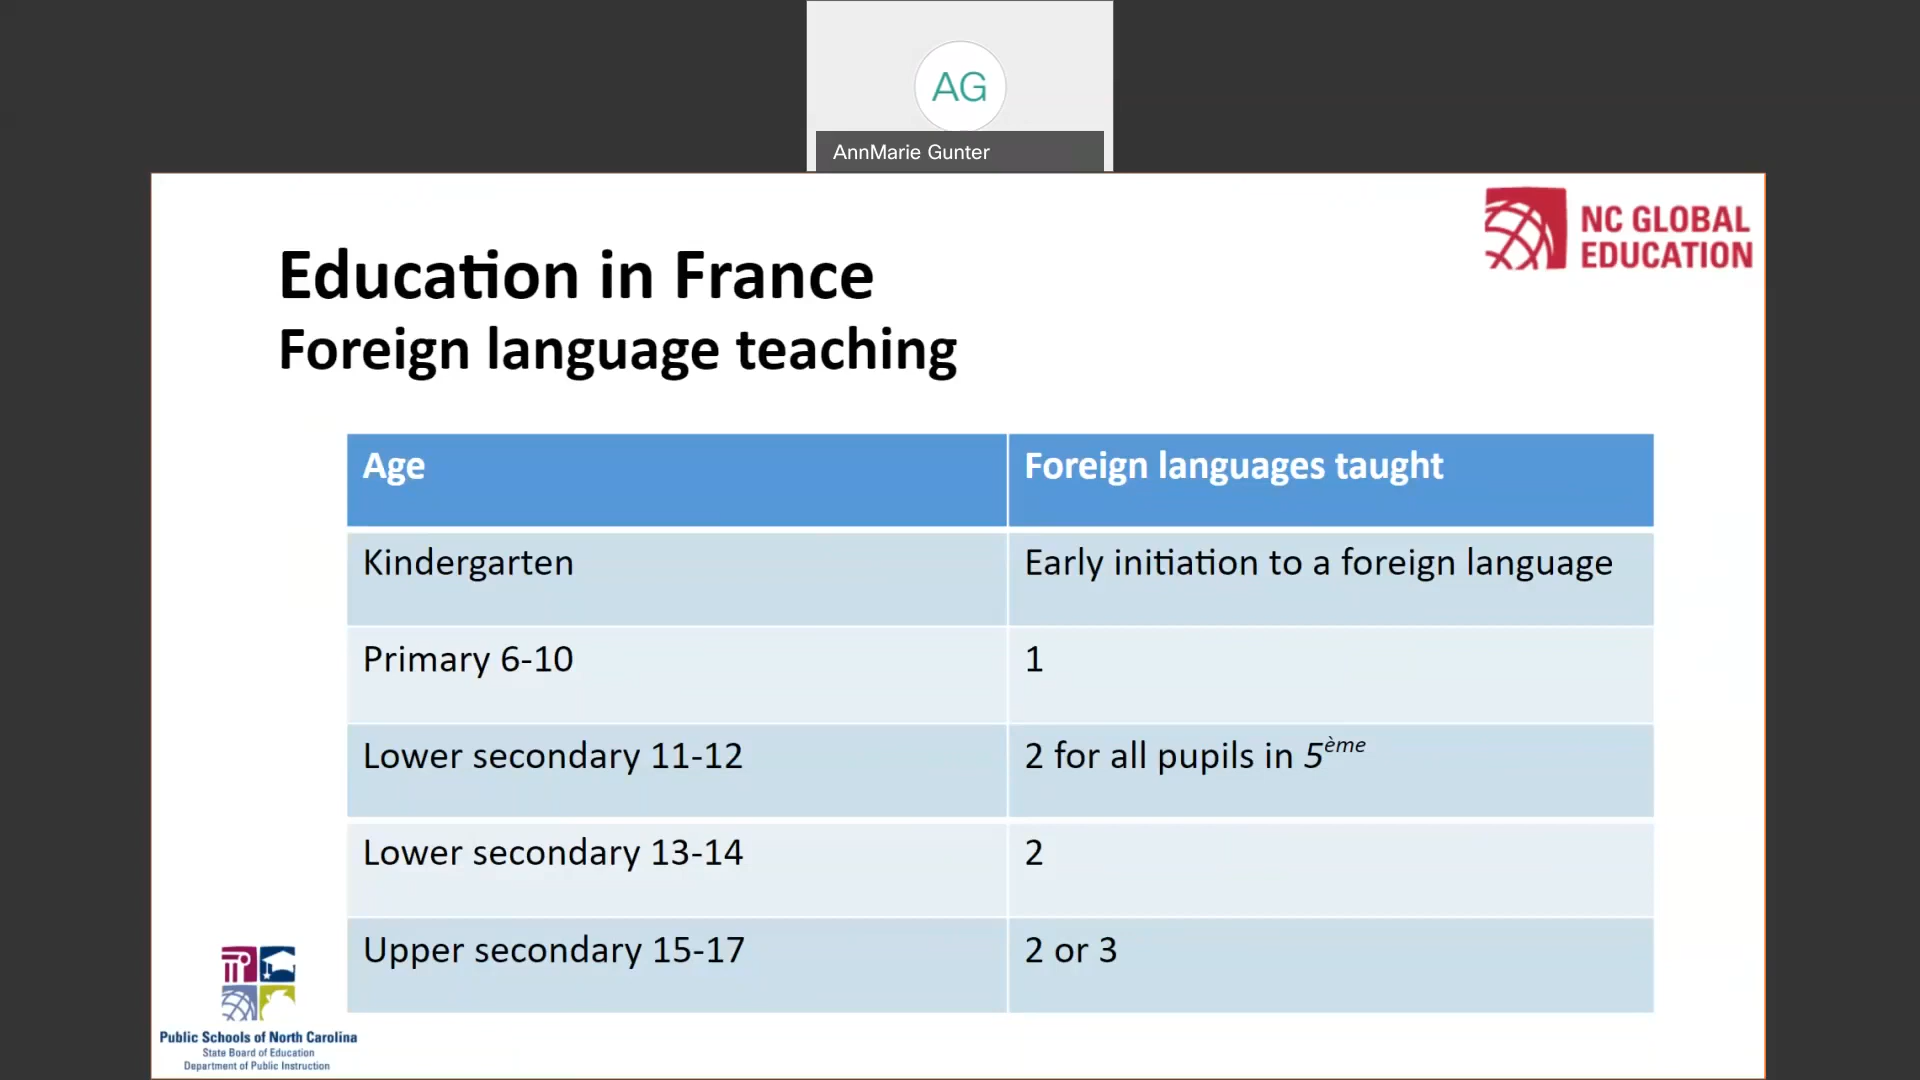 AG
AnnMarie Gunter
NC GLOBAL
EDUCATION
Education in France
Foreign language teaching
Age
Foreign languages taught
Kindergarten
Early initiation to a foreign language
Primary 6-10
1
Lower secondary 11-12
2 for all pupils in 5ème
Lower secondary 13-14
2
Upper secondary 15-17
2 or 3
Public Schools of North Carolina
State Board of Education
Department of Public Instruction